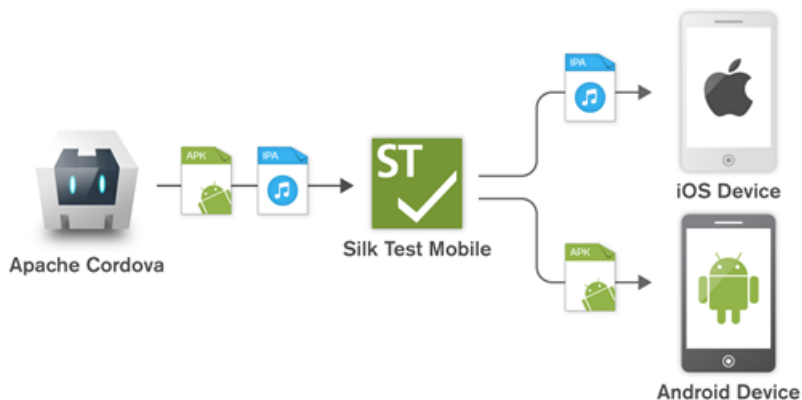 APK
IPA
Apache Cordova
ST
Silk Test Mobile
IPA
iOS Device
APK
Android Device